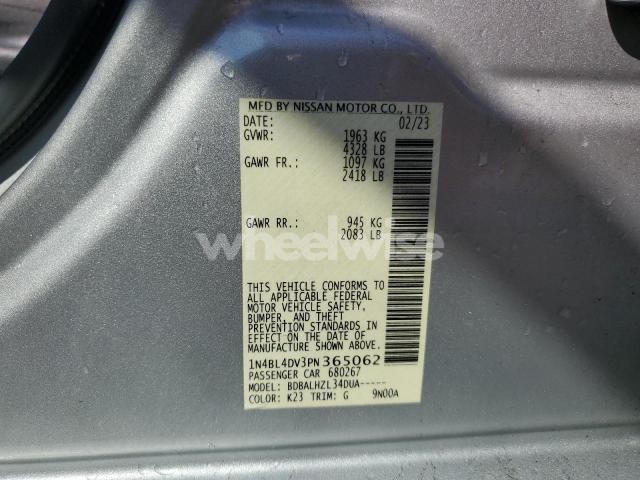 MFD BY NISSAN MOTOR CO., LTD.
DATE: 02/23
GVWR: 1963 KG
4328 LB
GAWR FR.: 1097 KG
2418 LB
GAWR RR.: 945 KG
2083 LB
wheelwise
THIS VEHICLE CONFORMS TO
ALL APPLICABLE FEDERAL
MOTOR VEHICLE SAFETY,
BUMPER, AND THEFT
PREVENTION STANDARDS IN
EFFECT ON THE DATE OF
MANUFACTURE SHOWN ABOVE.
1N4BL4DV3PN365062
PASSENGER CAR 680267
MODEL: BDBALHZL34DUA-----
COLOR: K23 TRIM: G 9N00A